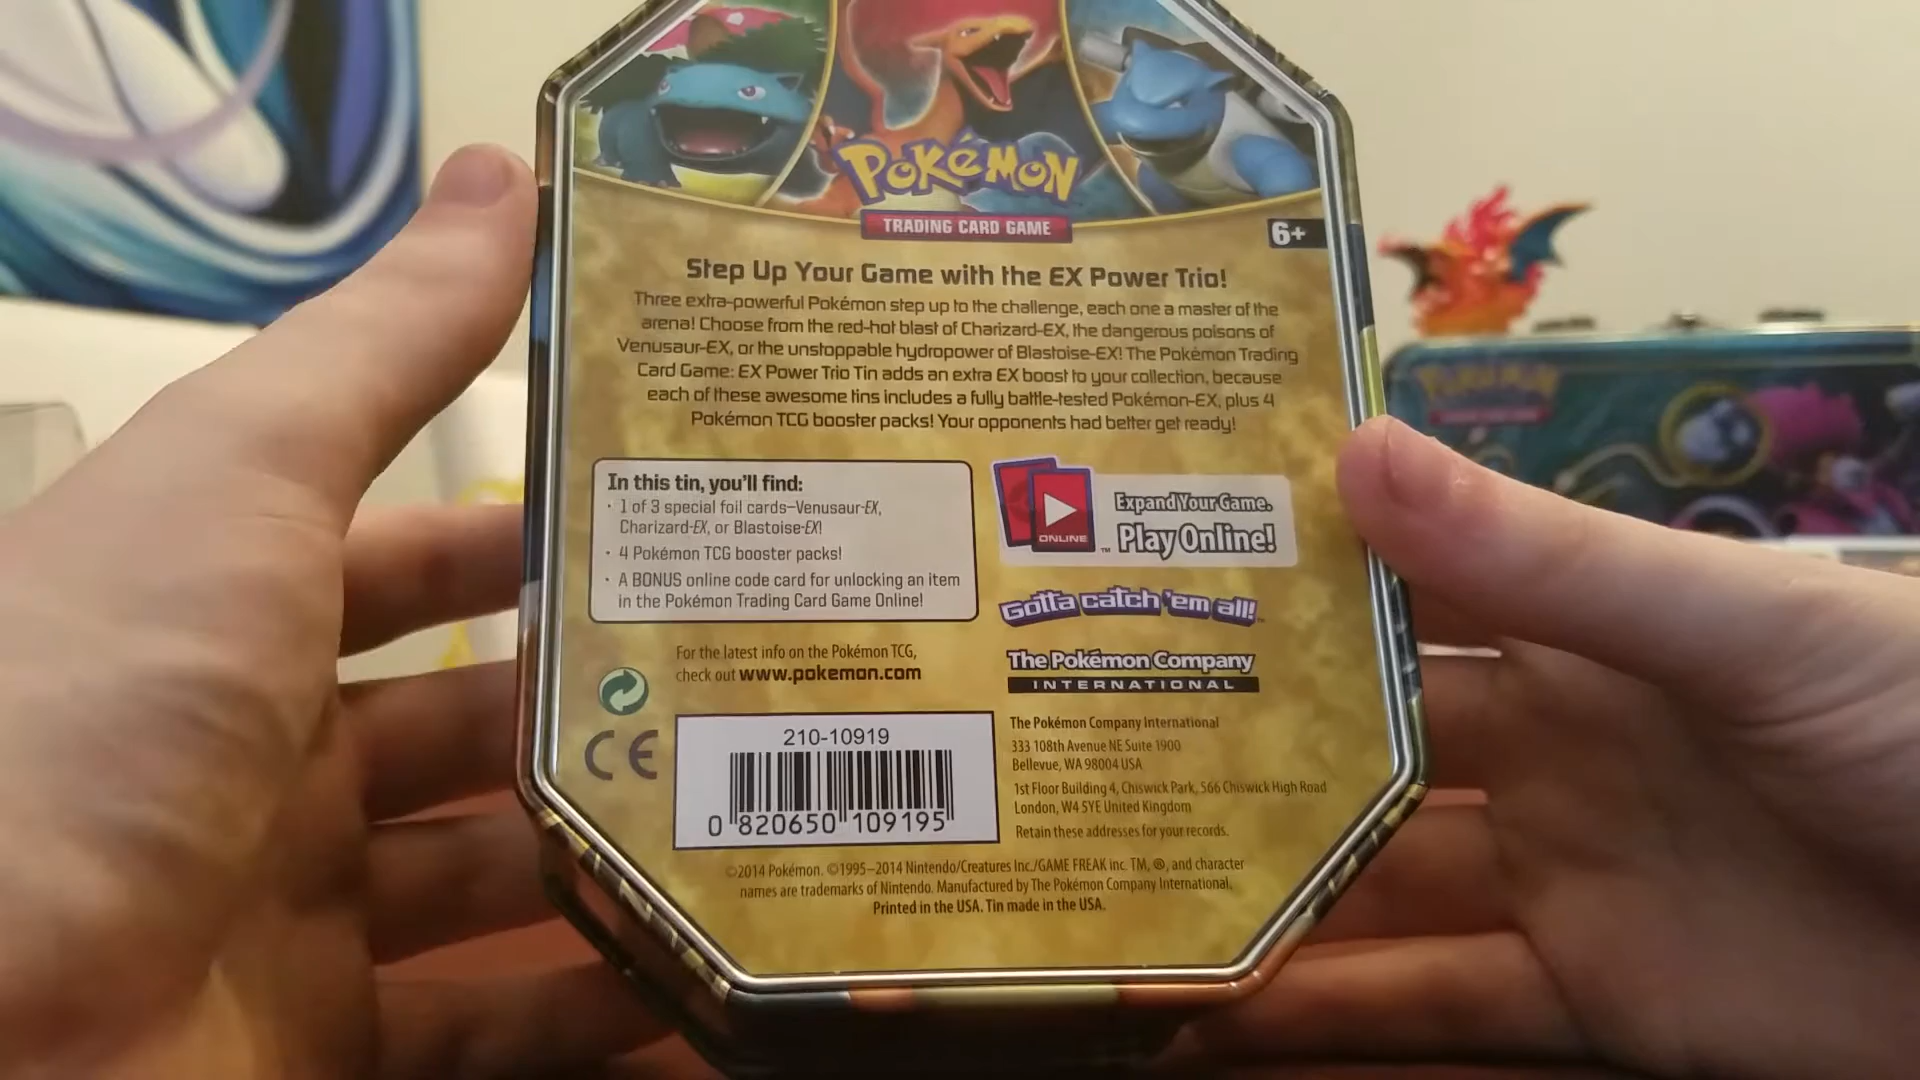 POKéMON
TRADING CARD GAME
6+
Step Up Your Game with the EX Power Trio!
Three extra-powerful Pokémon step up to the challenge, each one a master of the
arena! Choose from the red-hot blast of Charizard-EX, the dangerous poisons of
Venusaur-EX, or the unstoppable hydropower of Blastoise-EX! The Pokémon Trading
Card Game: EX Power Trio Tin adds an extra EX boost to your collection, because
each of these awesome tins includes a fully battle-tested Pokémon-EX, plus 4
Pokémon TCG booster packs! Your opponents had better get ready!
In this tin, you'll find:
· 1 of 3 special foil cards—Venusaur-EX,
Charizard-EX, or Blastoise-EX!
· 4 Pokémon TCG booster packs!
· A BONUS online code card for unlocking an item
in the Pokémon Trading Card Game Online!
ONLINE
™
Expand Your Game.
Play Online!
Gotta catch 'em all!™
For the latest info on the Pokémon TCG,
check out www.pokemon.com
The Pokémon Company
INTERNATIONAL
CE
210-10919
0 820650 109195
The Pokémon Company International
333 108th Avenue NE Suite 1900
Bellevue, WA 98004 USA
1st Floor Building 4, Chiswick Park, 566 Chiswick High Road
London, W4 5YE United Kingdom
Retain these addresses for your records.
©2014 Pokémon. ©1995–2014 Nintendo/Creatures Inc./GAME FREAK inc. TM, ®, and character
names are trademarks of Nintendo. Manufactured by The Pokémon Company International.
Printed in the USA. Tin made in the USA.
POKéMON